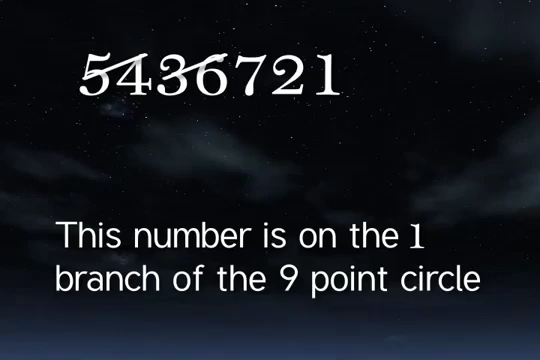 5436721
This number is on the 1
branch of the 9 point circle